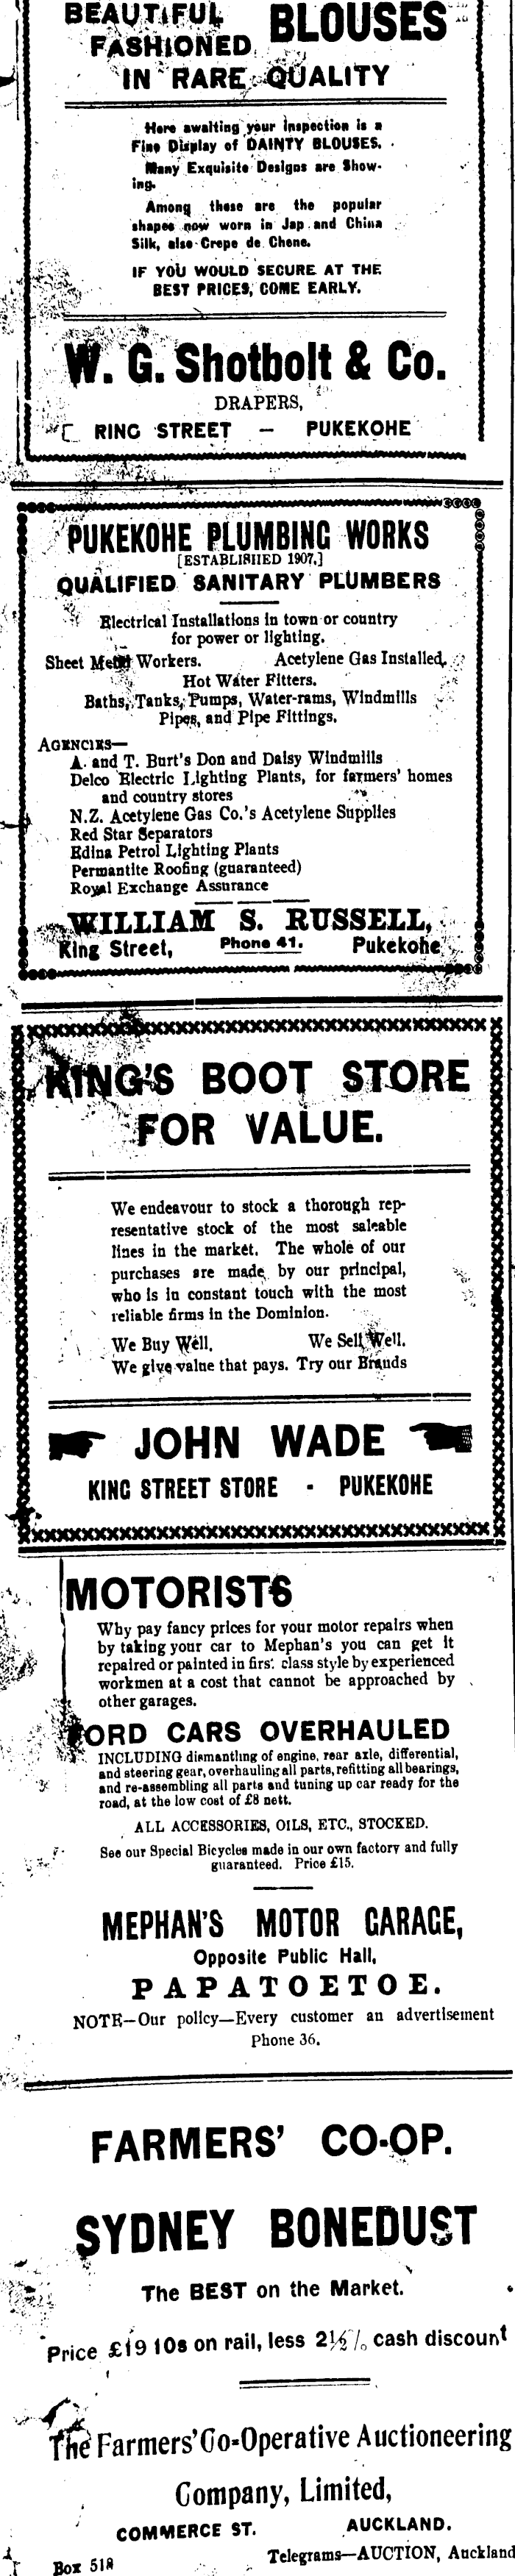 BEAUTIFUL BLOUSES
FASHIONED
IN RARE QUALITY
Here awaiting your inspection is a
Fine Display of DAINTY BLOUSES.
Many Exquisite Designs are Show-
ing.
Among these are the popular
shapes now worn in Jap and China
Silk, also Crepe de Chene.
IF YOU WOULD SECURE AT THE
BEST PRICES, COME EARLY.
W. G. Shotbolt & Co.
DRAPERS,
RING STREET — PUKEKOHE
PUKEKOHE PLUMBING WORKS
[ESTABLISHED 1907.]
QUALIFIED SANITARY PLUMBERS
Electrical Installations in town or country
for power or lighting.
Sheet Metal Workers. Acetylene Gas Installed.
Hot Water Fitters.
Baths, Tanks, Pumps, Water-rams, Windmills
Pipes, and Pipe Fittings.
AGENCIES—
A. and T. Burt's Don and Daisy Windmills
Delco Electric Lighting Plants, for farmers' homes
and country stores
N.Z. Acetylene Gas Co.'s Acetylene Supplies
Red Star Separators
Edina Petrol Lighting Plants
Permantite Roofing (guaranteed)
Royal Exchange Assurance
WILLIAM S. RUSSELL,
King Street, Phone 41. Pukekohe
KING'S BOOT STORE
FOR VALUE.
We endeavour to stock a thorough rep-
resentative stock of the most saleable
lines in the market. The whole of our
purchases are made by our principal,
who is in constant touch with the most
reliable firms in the Dominion.
We Buy Well. We Sell Well.
We give value that pays. Try our Brands
JOHN WADE
KING STREET STORE - PUKEKOHE
MOTORISTS
Why pay fancy prices for your motor repairs when
by taking your car to Mephan's you can get it
repaired or painted in first class style by experienced
workmen at a cost that cannot be approached by
other garages.
FORD CARS OVERHAULED
INCLUDING dismantling of engine, rear axle, differential,
and steering gear, overhauling all parts, refitting all bearings,
and re-assembling all parts and tuning up car ready for the
road, at the low cost of £8 nett.
ALL ACCESSORIES, OILS, ETC., STOCKED.
See our Special Bicycles made in our own factory and fully
guaranteed. Price £15.
MEPHAN'S MOTOR GARAGE,
Opposite Public Hall,
PAPATOETOE.
NOTE—Our policy—Every customer an advertisement
Phone 36.
FARMERS' CO-OP.
SYDNEY BONEDUST
The BEST on the Market.
Price £19 10s on rail, less 2½% cash discount
The Farmers' Co-Operative Auctioneering
Company, Limited,
COMMERCE ST. AUCKLAND.
Box 518 Telegrams—AUCTION, Auckland